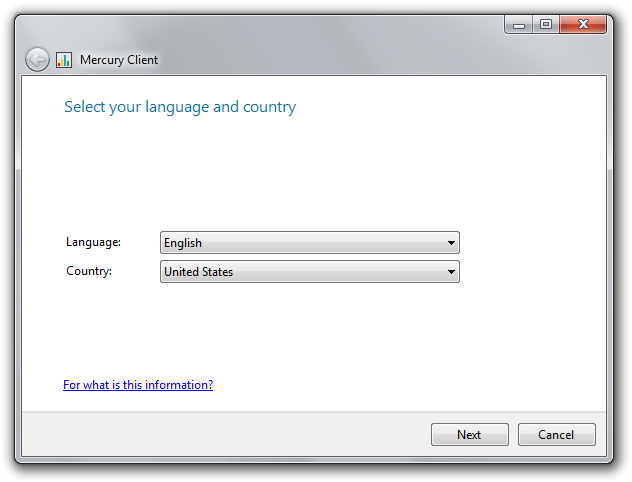 Mercury Client
Select your language and country
Language: English
Country: United States
For what is this information?
Next Cancel